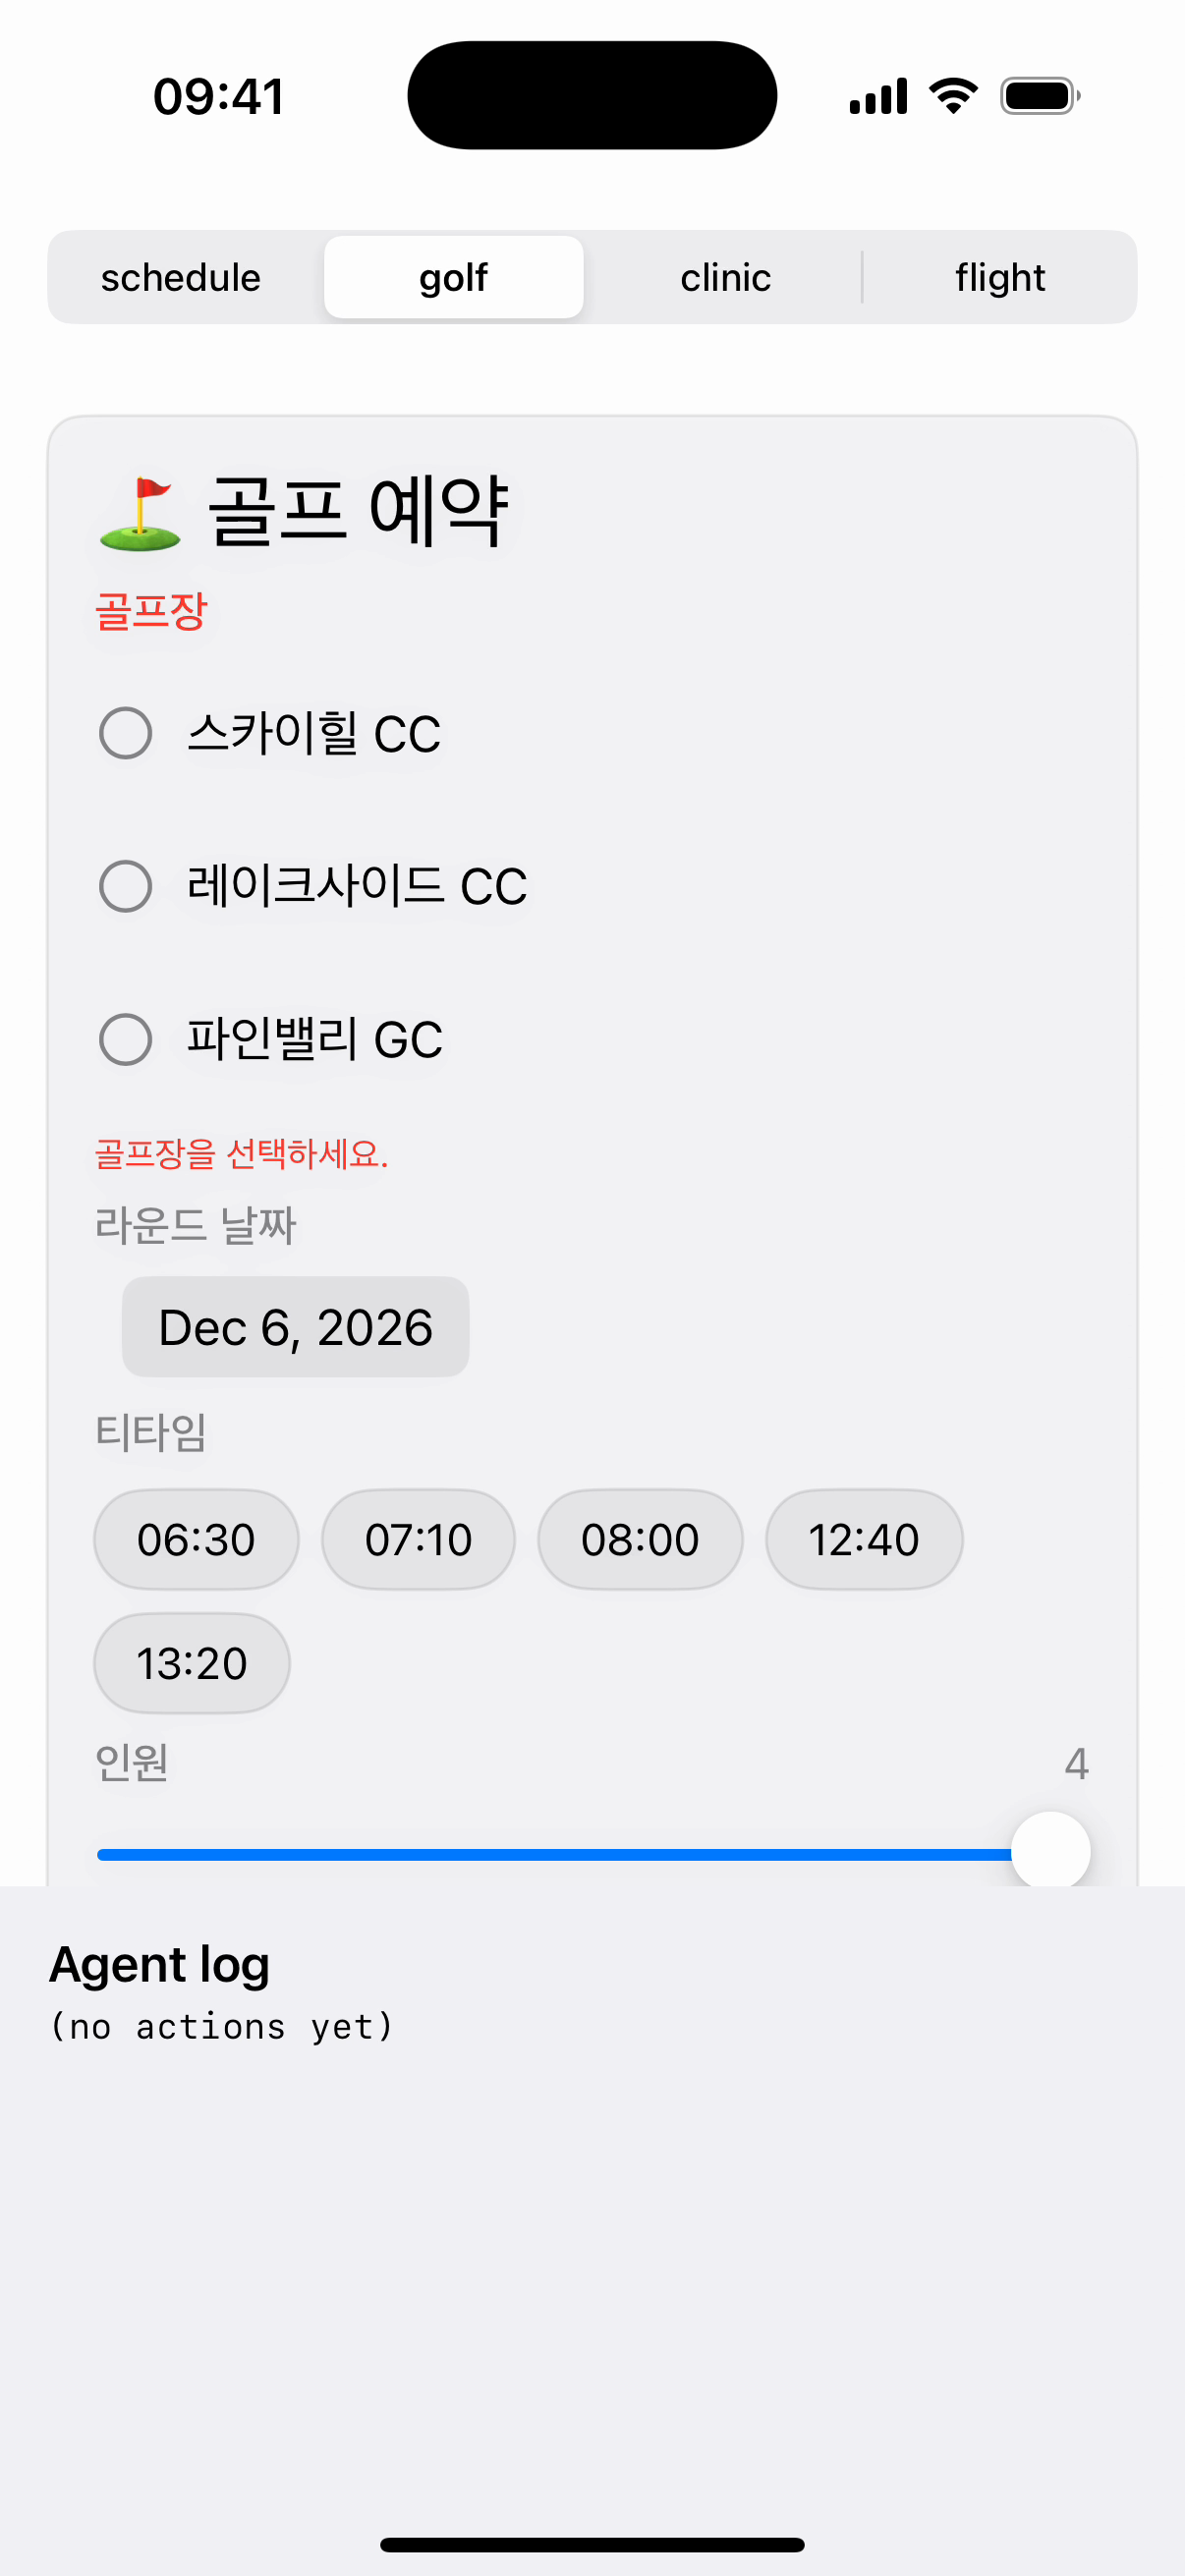 09:41
schedule golf clinic flight
골프 예약
골프장
스카이힐 CC
레이크사이드 CC
파인밸리 GC
골프장을 선택하세요.
라운드 날짜
Dec 6, 2026
티타임
06:30 07:10 08:00 12:40
13:20
인원 4
Agent log
(no actions yet)